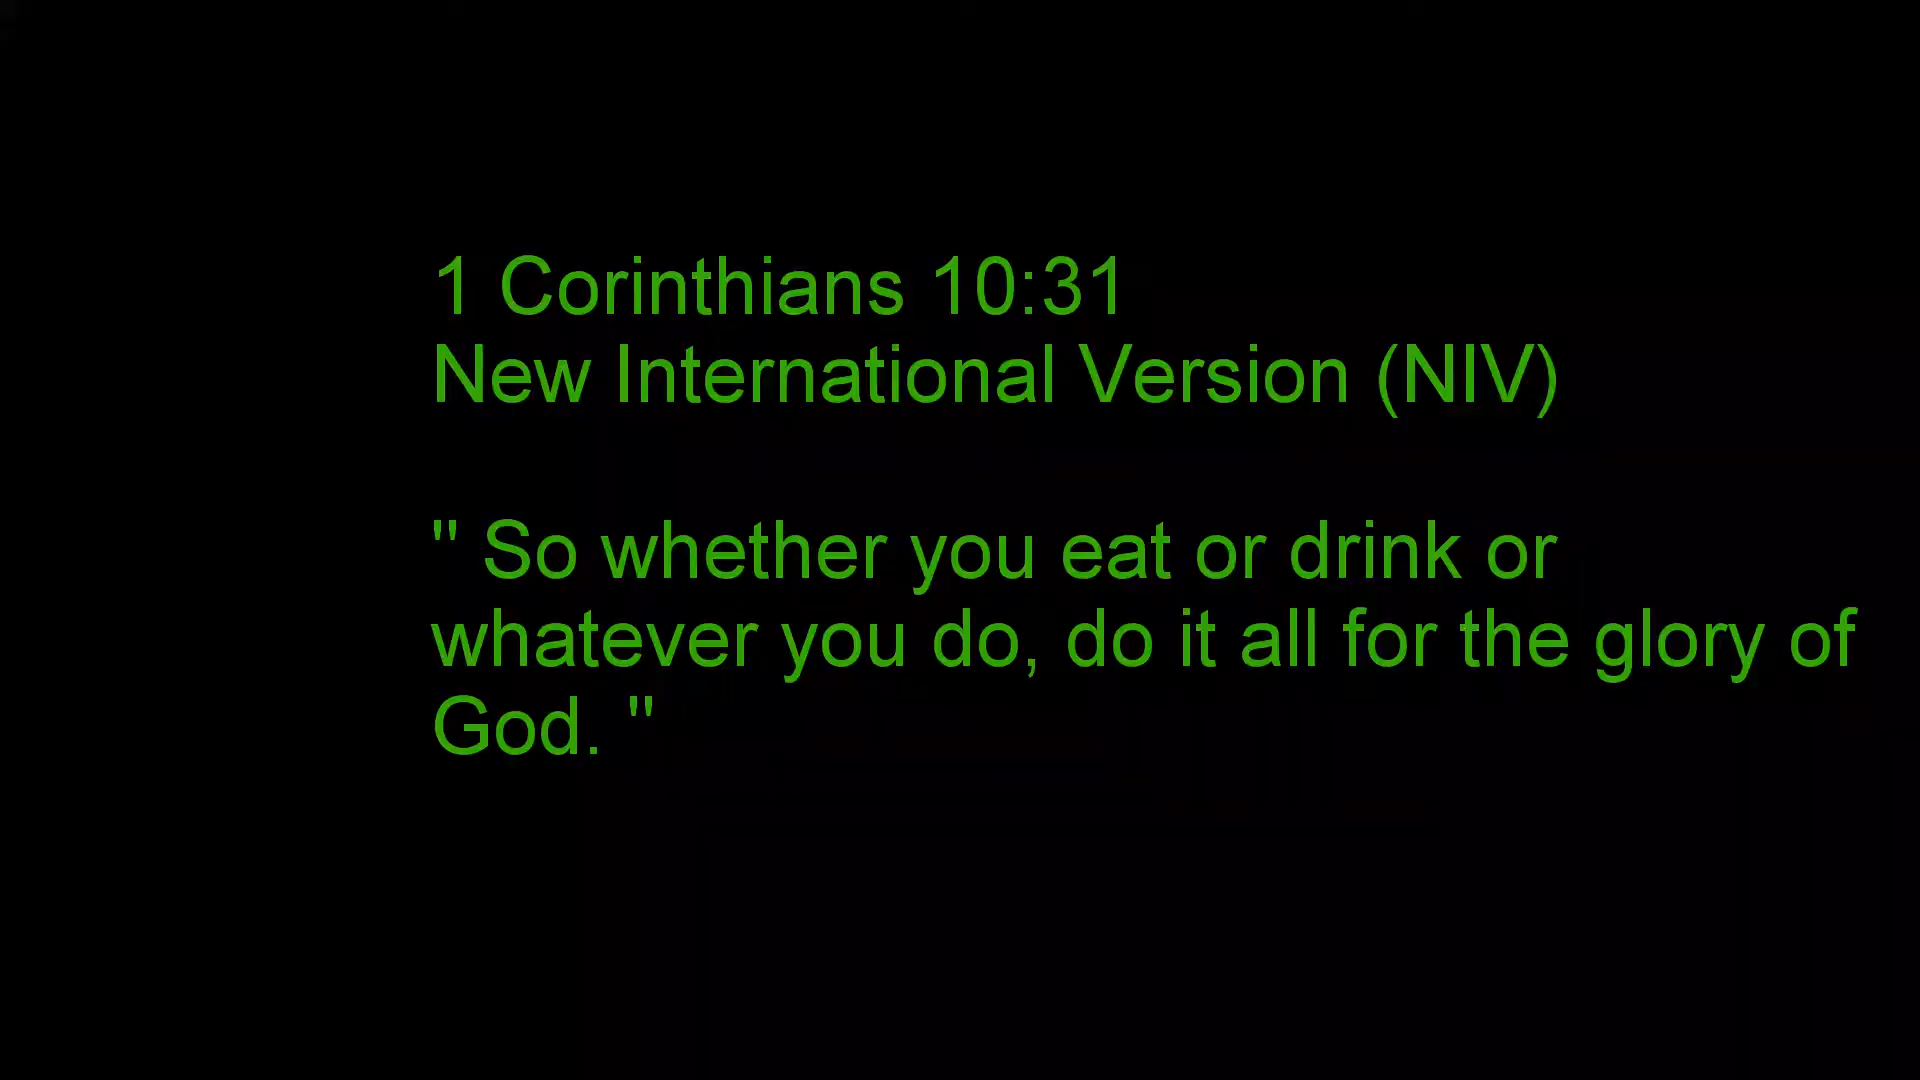 1 Corinthians 10:31
New International Version (NIV)
" So whether you eat or drink or
whatever you do, do it all for the glory of
God. "